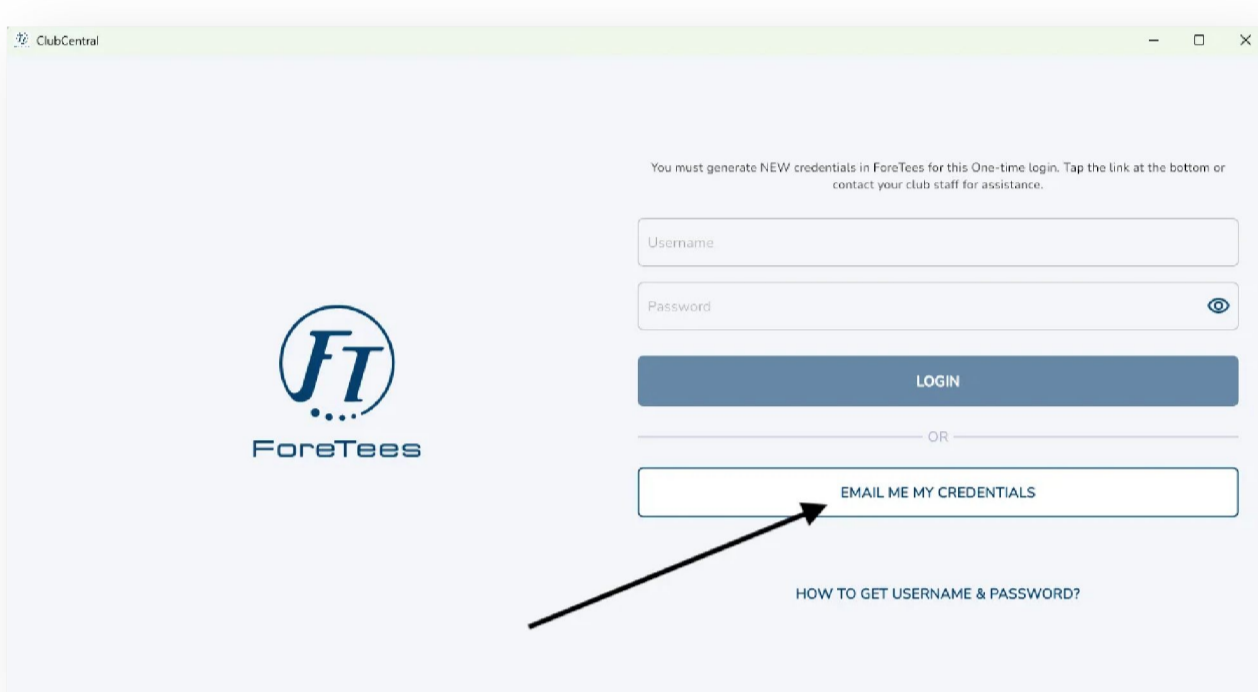 ClubCentral
You must generate NEW credentials in ForeTees for this One-time login. Tap the link at the bottom or
contact your club staff for assistance.
Username
Password
LOGIN
OR
EMAIL ME MY CREDENTIALS
HOW TO GET USERNAME & PASSWORD?
FT
ForeTees